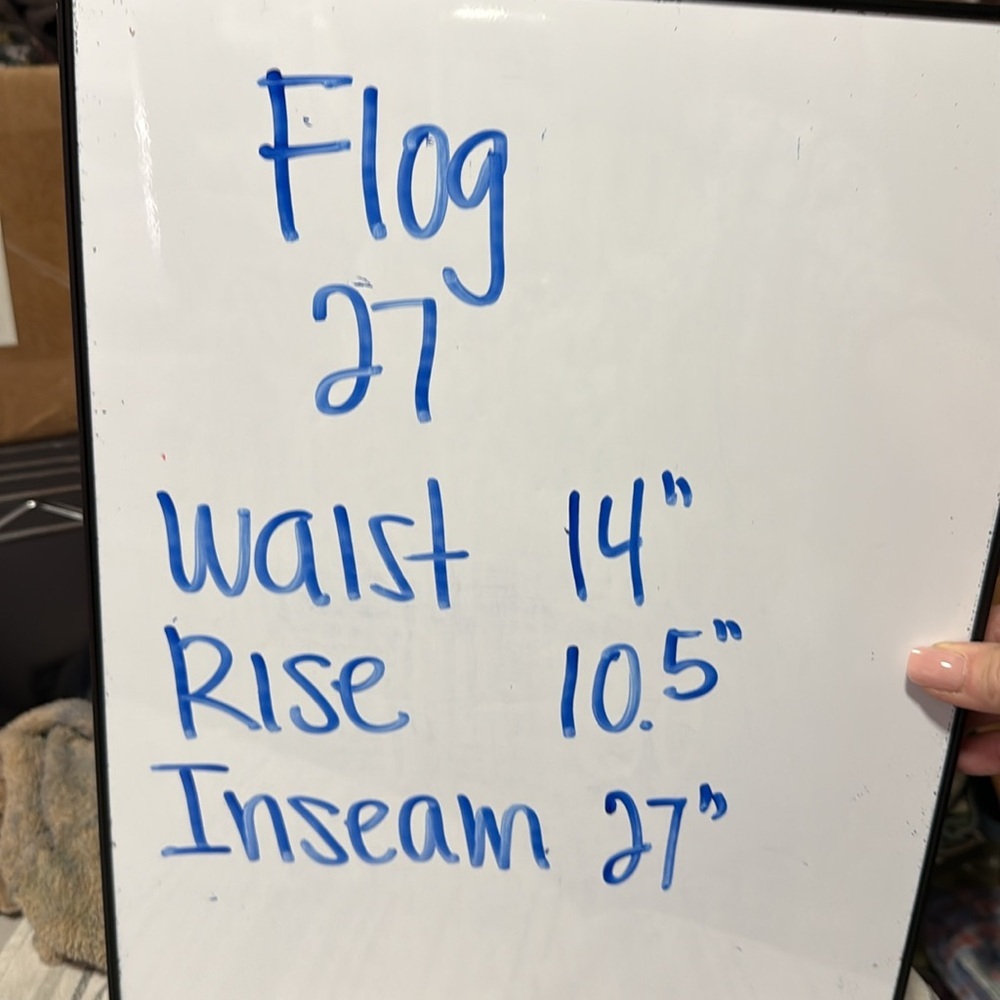 Flog
27
Waist 14"
Rise 10.5"
Inseam 27"